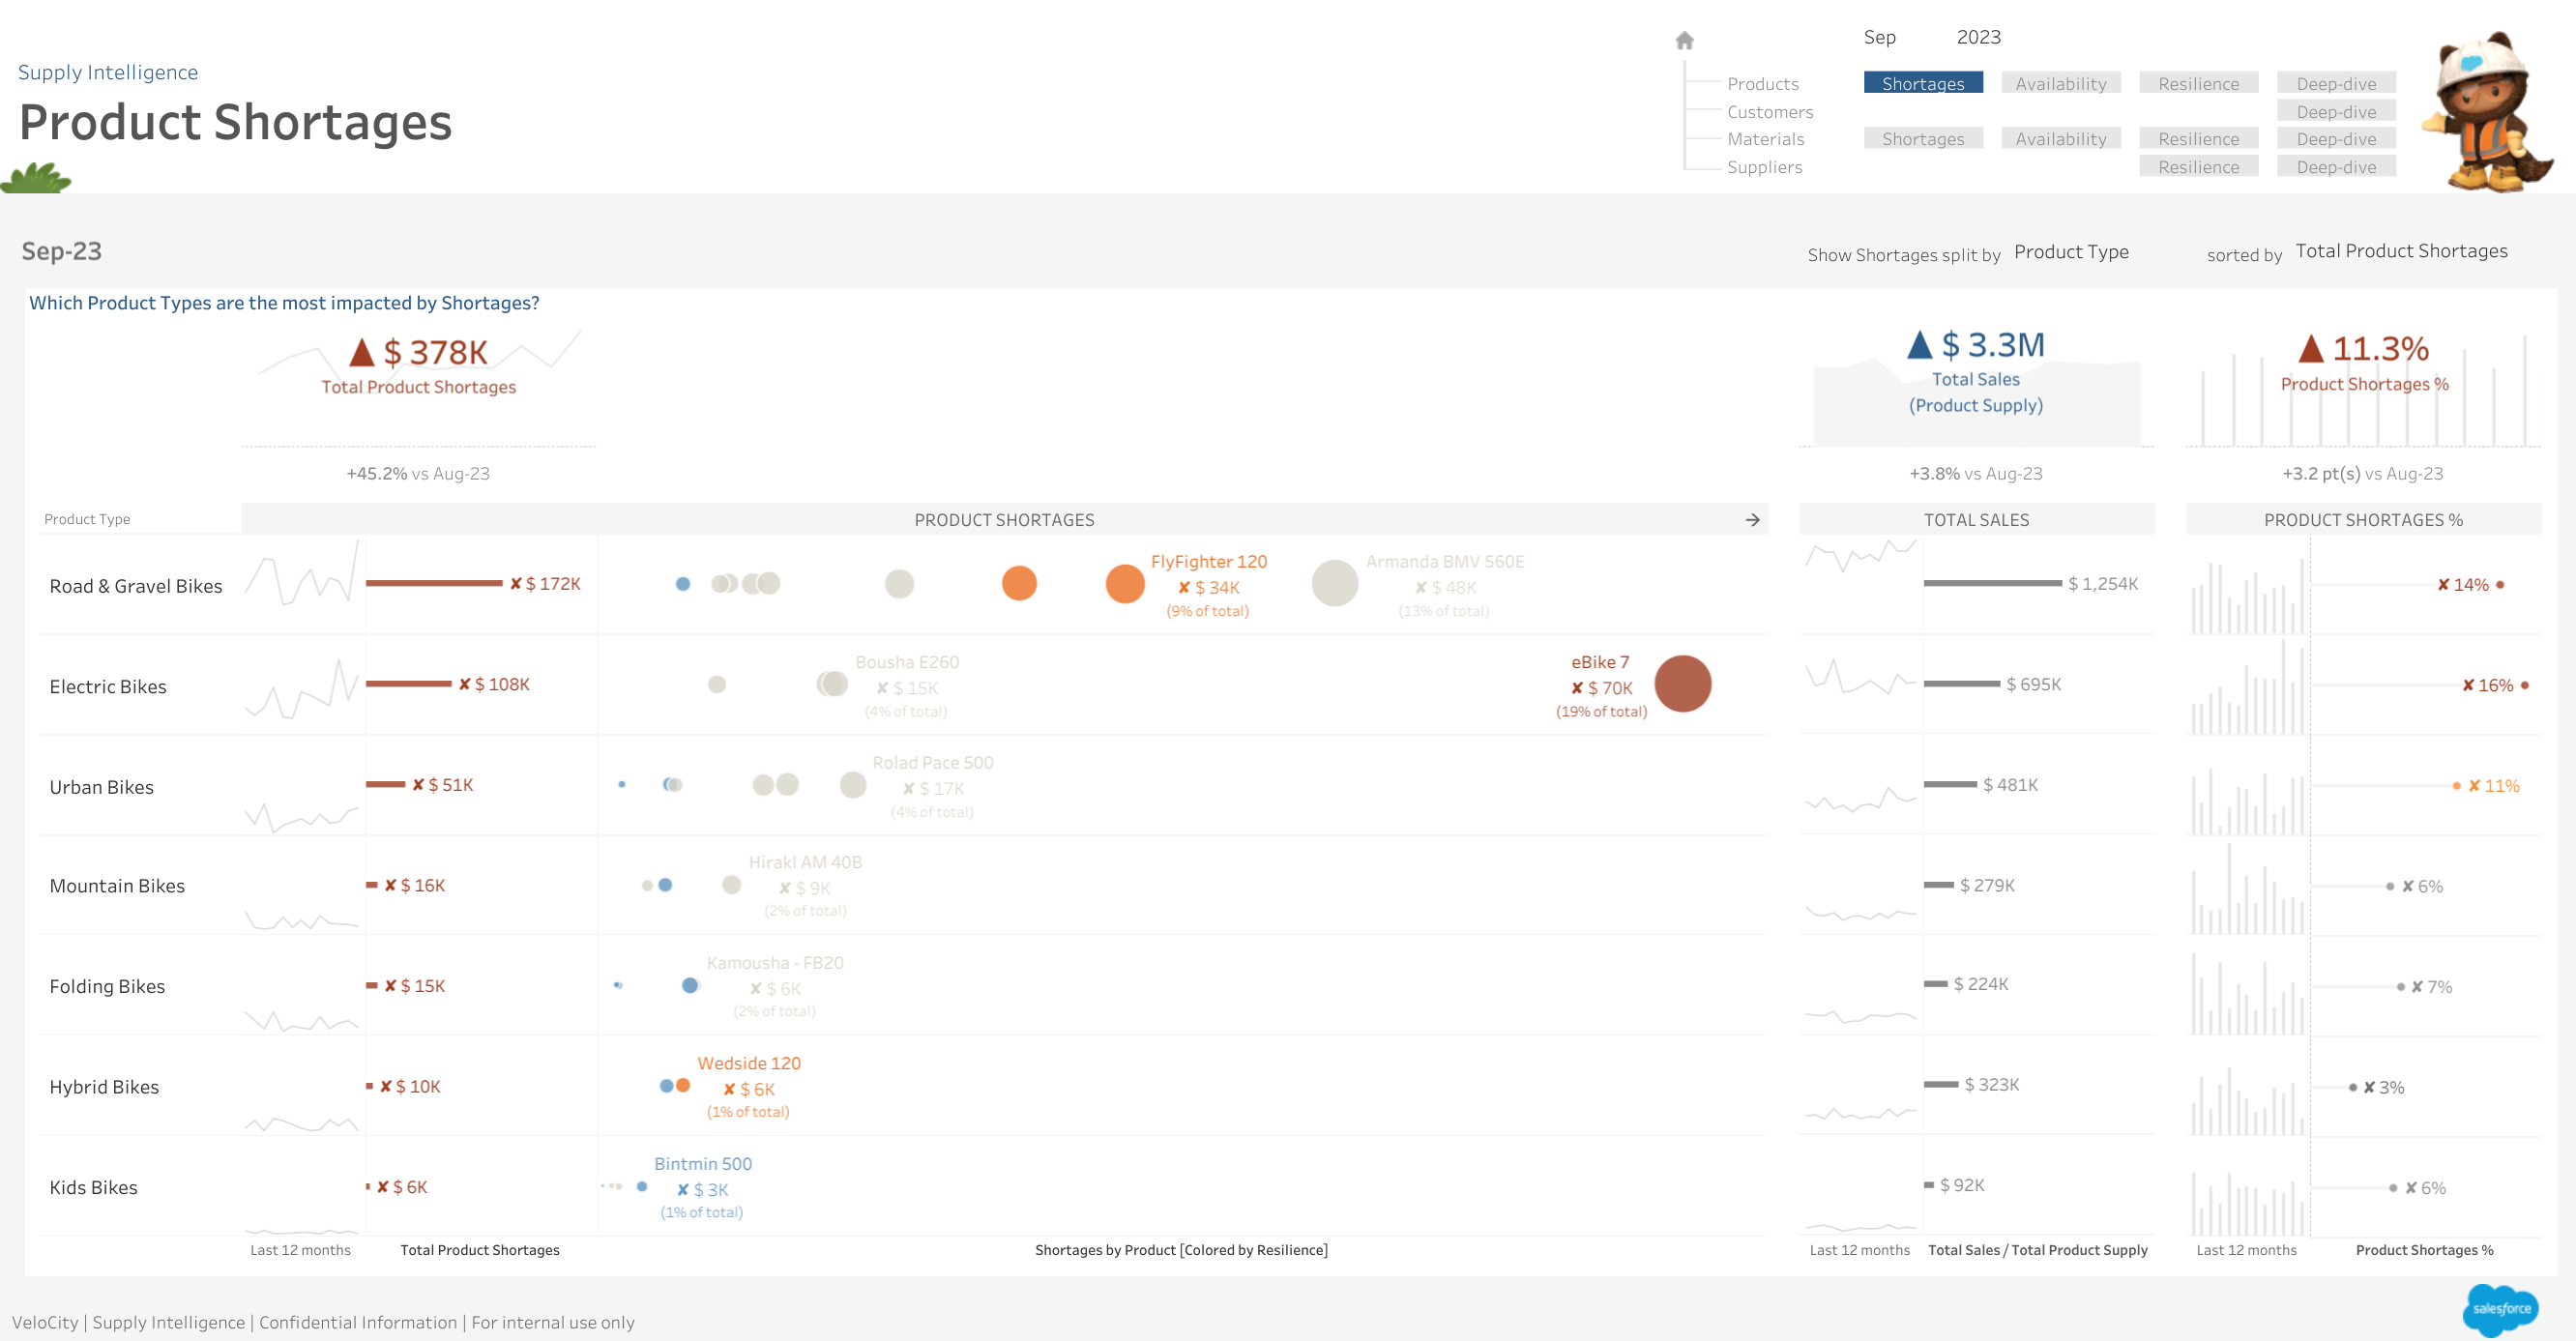 Supply Intelligence
Product Shortages
Sep 2023
Products Shortages Availability Resilience Deep-dive
Customers Deep-dive
Materials Shortages Availability Resilience Deep-dive
Suppliers Resilience Deep-dive
Sep-23
Show Shortages split by Product Type sorted by Total Product Shortages
Which Product Types are the most impacted by Shortages?
▲ $ 378K
Total Product Shortages
+45.2% vs Aug-23
▲ $ 3.3M
Total Sales
(Product Supply)
+3.8% vs Aug-23
▲ 11.3%
Product Shortages %
+3.2 pt(s) vs Aug-23
Product Type PRODUCT SHORTAGES → TOTAL SALES PRODUCT SHORTAGES %
Road & Gravel Bikes
✘ $ 172K
FlyFighter 120
✘ $ 34K
(9% of total)
Armanda BMV 560E
✘ $ 48K
(13% of total)
$ 1,254K
✘ 14%
Electric Bikes
✘ $ 108K
Bousha E260
✘ $ 15K
(4% of total)
eBike 7
✘ $ 70K
(19% of total)
$ 695K
✘ 16%
Urban Bikes
✘ $ 51K
Rolad Pace 500
✘ $ 17K
(4% of total)
$ 481K
✘ 11%
Mountain Bikes
✘ $ 16K
Hirakl AM 40B
✘ $ 9K
(2% of total)
$ 279K
✘ 6%
Folding Bikes
✘ $ 15K
Kamousha - FB20
✘ $ 6K
(2% of total)
$ 224K
✘ 7%
Hybrid Bikes
✘ $ 10K
Wedside 120
✘ $ 6K
(1% of total)
$ 323K
✘ 3%
Kids Bikes
✘ $ 6K
Bintmin 500
✘ $ 3K
(1% of total)
$ 92K
✘ 6%
Last 12 months Total Product Shortages Shortages by Product [Colored by Resilience] Last 12 months Total Sales / Total Product Supply Last 12 months Product Shortages %
VeloCity | Supply Intelligence | Confidential Information | For internal use only
salesforce